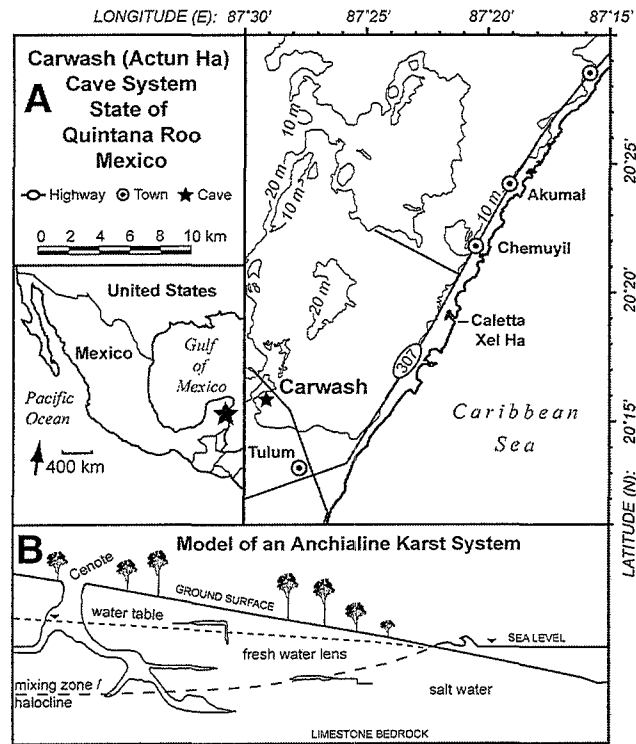 LONGITUDE (E): 87°30' 87°25' 87°20' 87°15'
A
Carwash (Actun Ha)
Cave System
State of
Quintana Roo
Mexico
Highway Town Cave
0 2 4 6 8 10 km
United States
Mexico
Gulf
of
Mexico
Pacific
Ocean
400 km
10 m
20 m
10 m
20 m
10 m
Akumal
Chemuyil
Caletta
Xel Ha
307
Carwash
Tulum
Caribbean
Sea
20°25'
20°20'
20°15'
LATITUDE (N):
B
Model of an Anchialine Karst System
Cenote
GROUND SURFACE
water table
SEA LEVEL
fresh water lens
mixing zone /
halocline
salt water
LIMESTONE BEDROCK